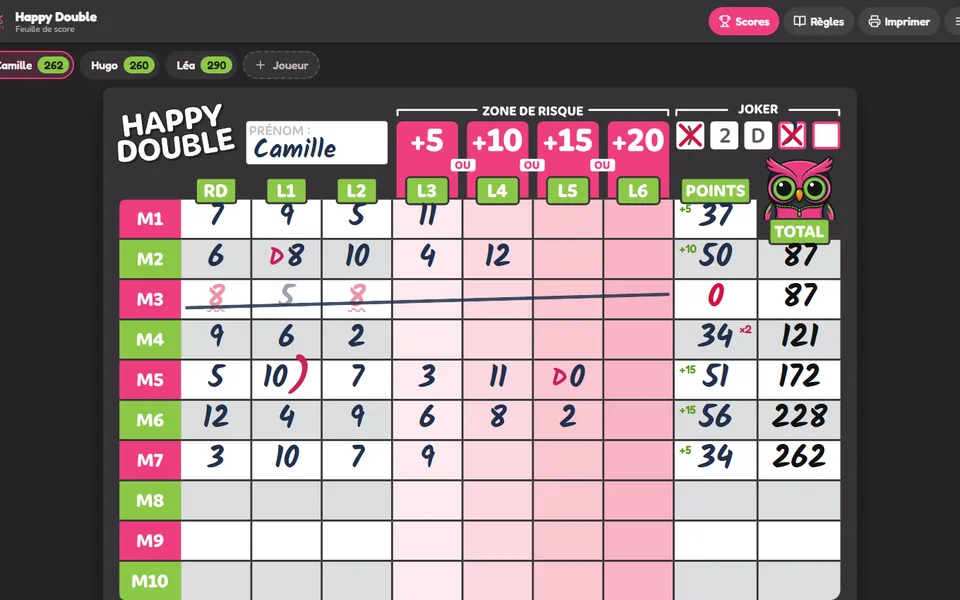 Happy Double
Feuille de score
Scores
Règles
Imprimer
Camille 262
Hugo 260
Léa 290
+ Joueur
HAPPY DOUBLE
PRÉNOM :
Camille
ZONE DE RISQUE
JOKER
+5 OU +10 OU +15 OU +20
2 D
RD L1 L2 L3 L4 L5 L6 POINTS TOTAL
M1 7 9 5 11 +5 37
M2 6 D8 10 4 12 +10 50 87
M3 8 5 8 0 87
M4 9 6 2 34 x2 121
M5 5 10) 7 3 11 D0 +15 51 172
M6 12 4 9 6 8 2 +15 56 228
M7 3 10 7 9 +5 34 262
M8
M9
M10